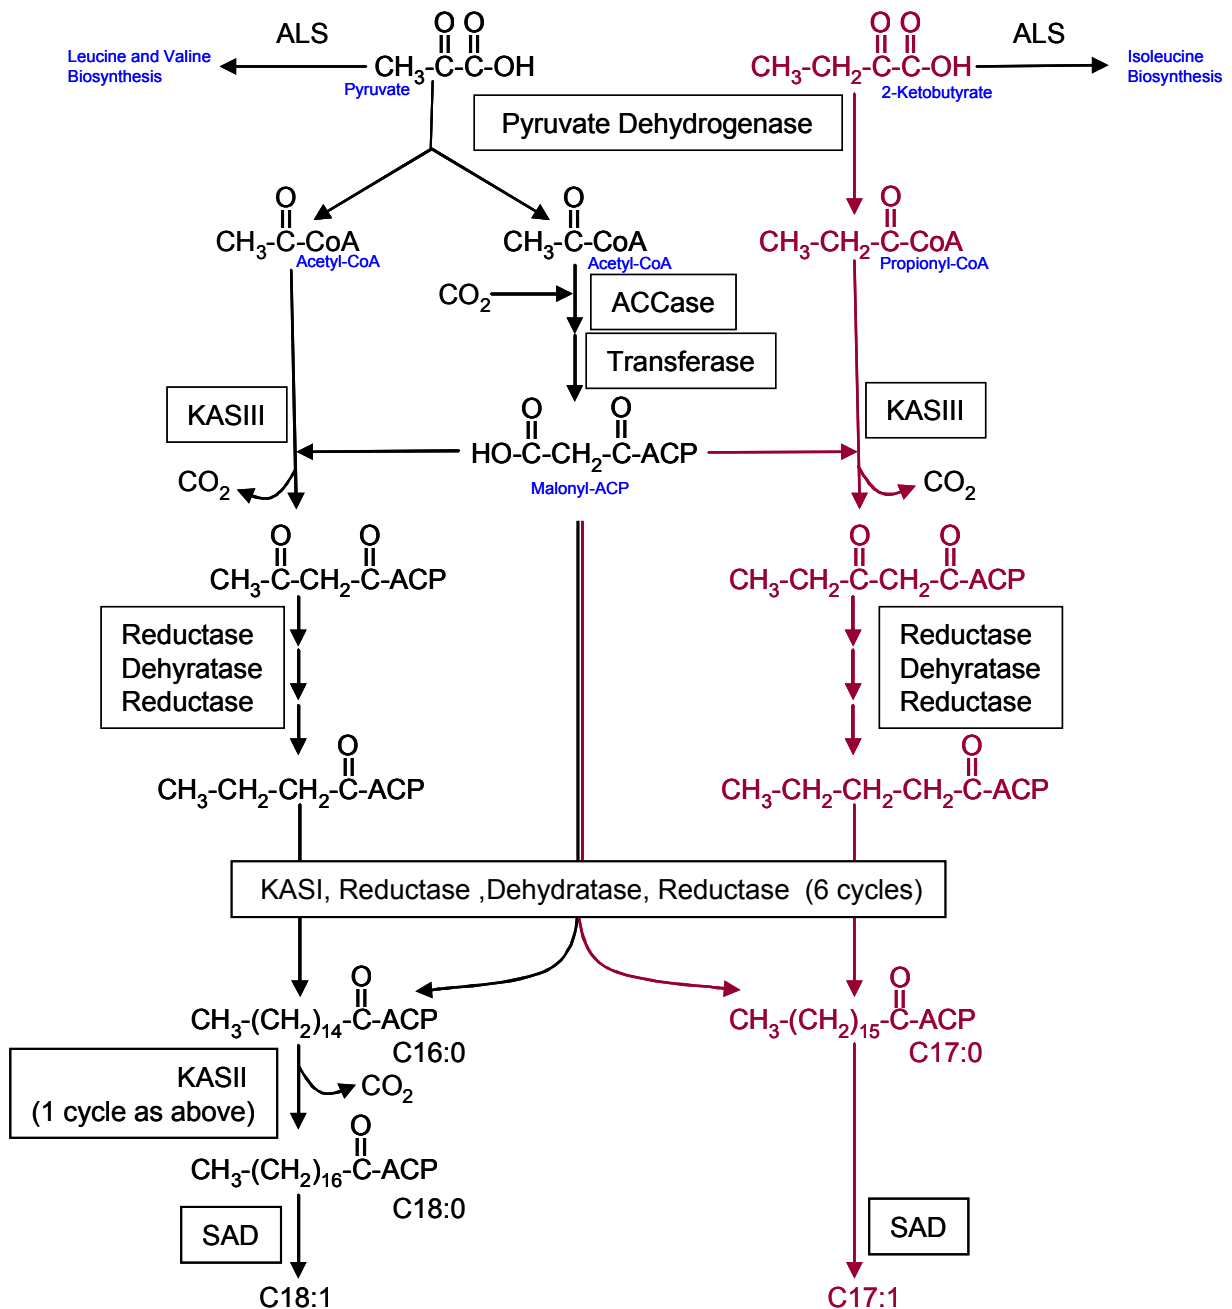 ALS
O O
ALS
O O
Leucine and Valine
Biosynthesis
CH3-C-C-OH
Pyruvate
CH3-CH2-C-C-OH
2-Ketobutyrate
Isoleucine
Biosynthesis
Pyruvate Dehydrogenase
O
CH3-C-CoA
Acetyl-CoA
O
CH3-C-CoA
Acetyl-CoA
O
CH3-CH2-C-CoA
Propionyl-CoA
CO2
ACCase
Transferase
KASIII
O O
HO-C-CH2-C-ACP
Malonyl-ACP
KASIII
CO2
CO2
O O
CH3-C-CH2-C-ACP
O O
CH3-CH2-C-CH2-C-ACP
Reductase
Dehyratase
Reductase
Reductase
Dehyratase
Reductase
O
CH3-CH2-CH2-C-ACP
O
CH3-CH2-CH2-CH2-C-ACP
KASI, Reductase ,Dehydratase, Reductase (6 cycles)
O
CH3-(CH2)14-C-ACP
C16:0
O
CH3-(CH2)15-C-ACP
C17:0
KASII
(1 cycle as above)
CO2
O
CH3-(CH2)16-C-ACP
C18:0
SAD
SAD
C18:1
C17:1